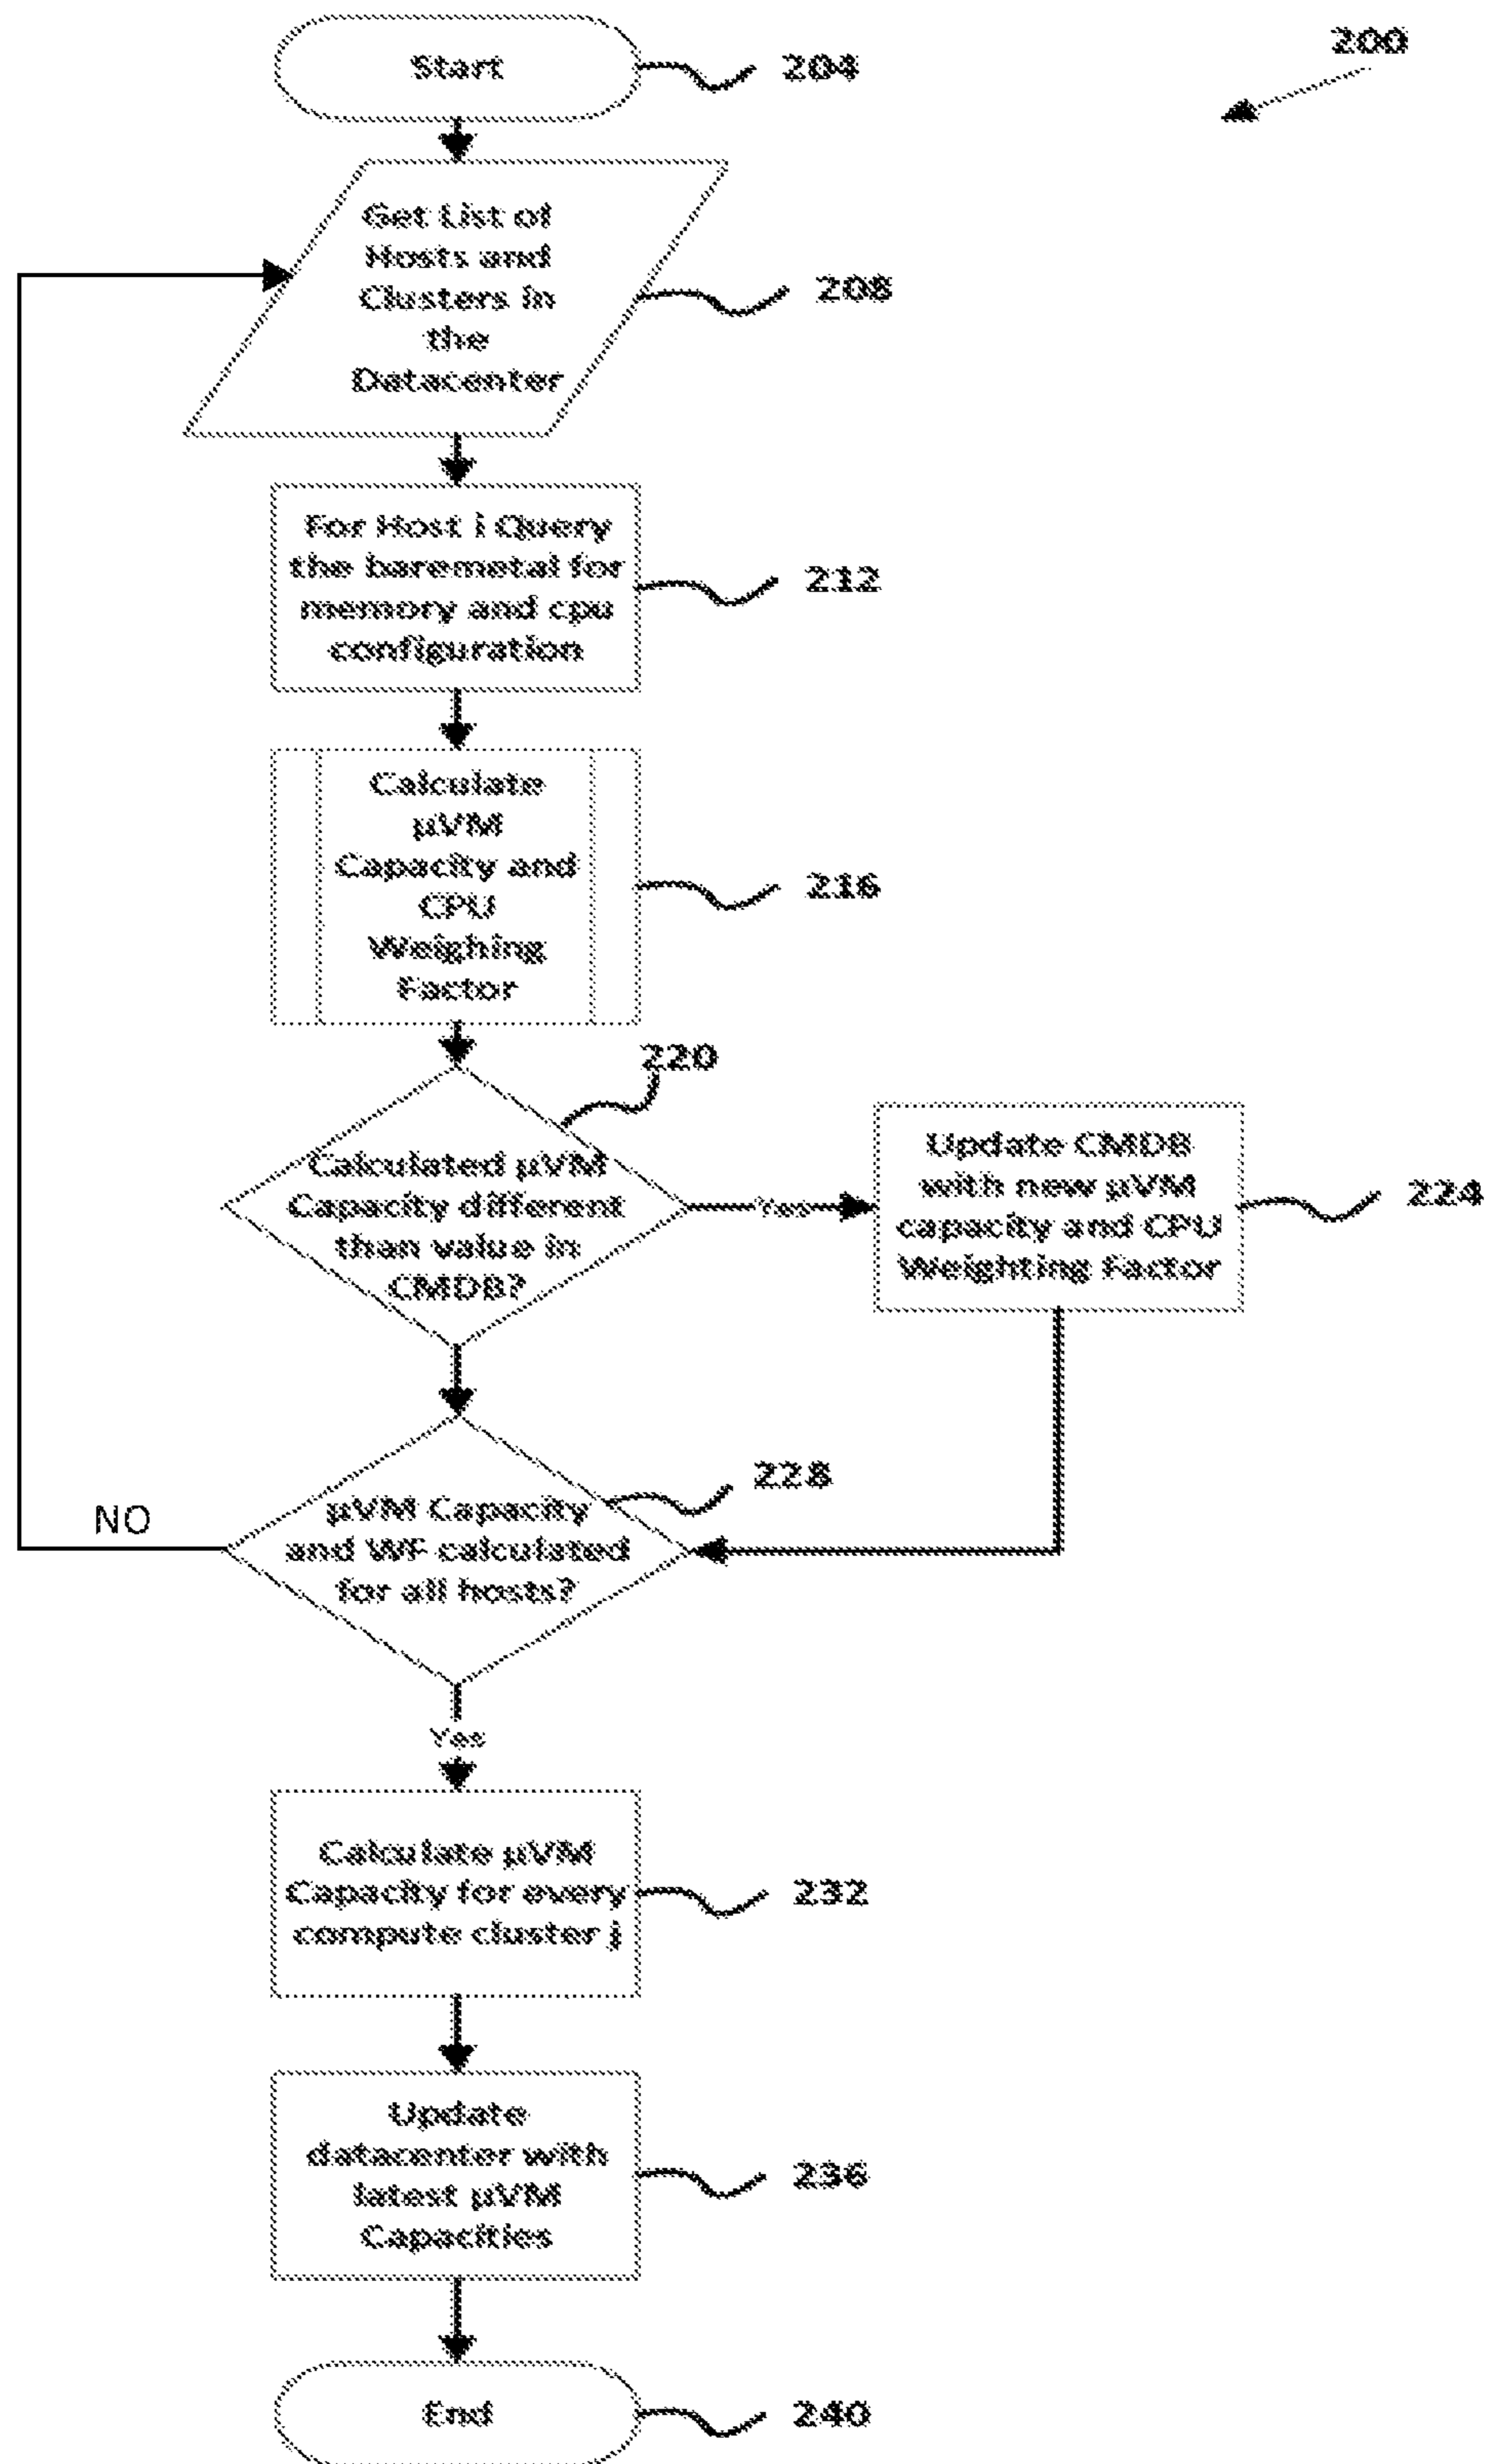 200
Start
204
Get List of
Hosts and
Clusters in
the
Datacenter
208
For Host i Query
the baremetal for
memory and cpu
configuration
212
Calculate
µVM
Capacity and
CPU
Weighing
Factor
216
220
Calculated µVM
Capacity different
than value in
CMDB?
Yes
Update CMDB
with new µVM
capacity and CPU
Weighting Factor
224
228
µVM Capacity
and WF calculated
for all hosts?
NO
Yes
Calculate µVM
Capacity for every
compute cluster j
232
Update
datacenter with
latest µVM
Capacities
236
End
240